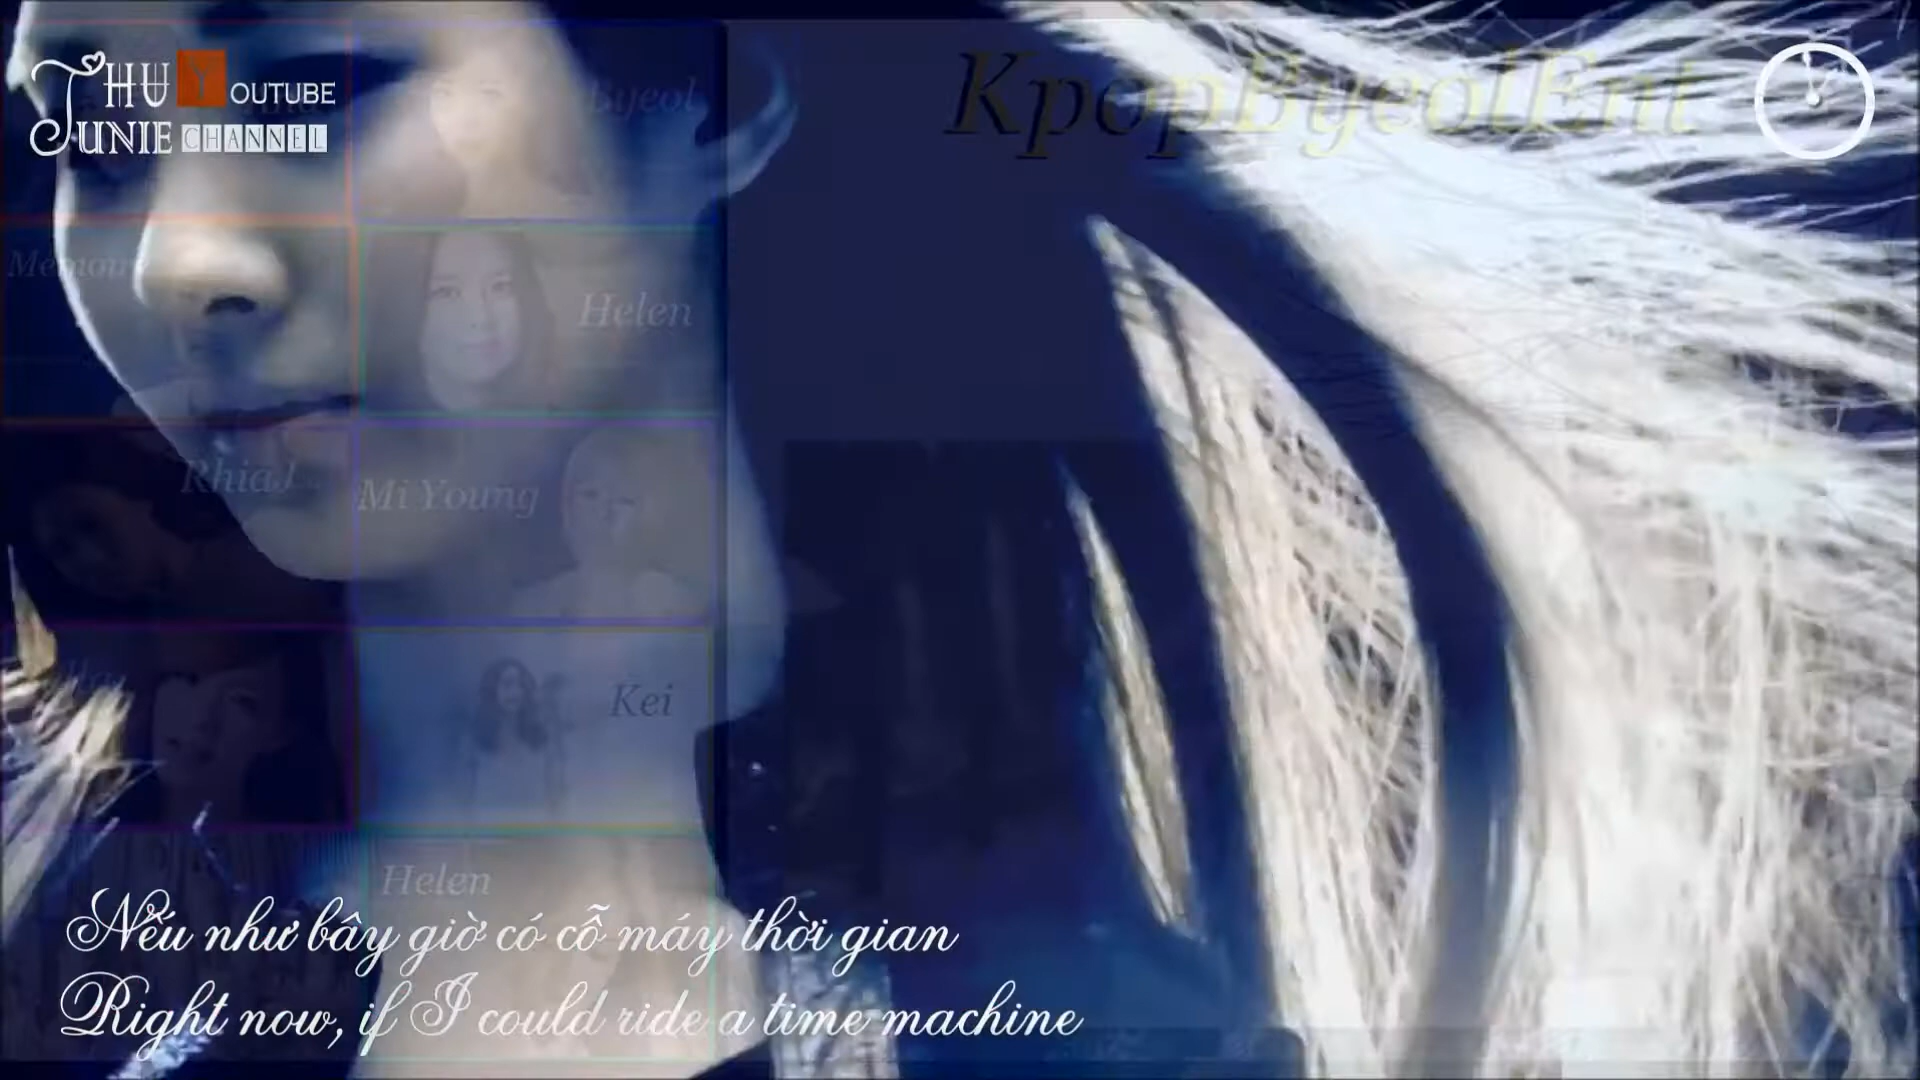 THU YOUTUBE
JUNIE CHANNEL
KpopByeolEnt
Byeol
Helen
RhiaJ
Mi Young
Kei
Helen
Nếu như bây giờ có cỗ máy thời gian
Right now, if I could ride a time machine